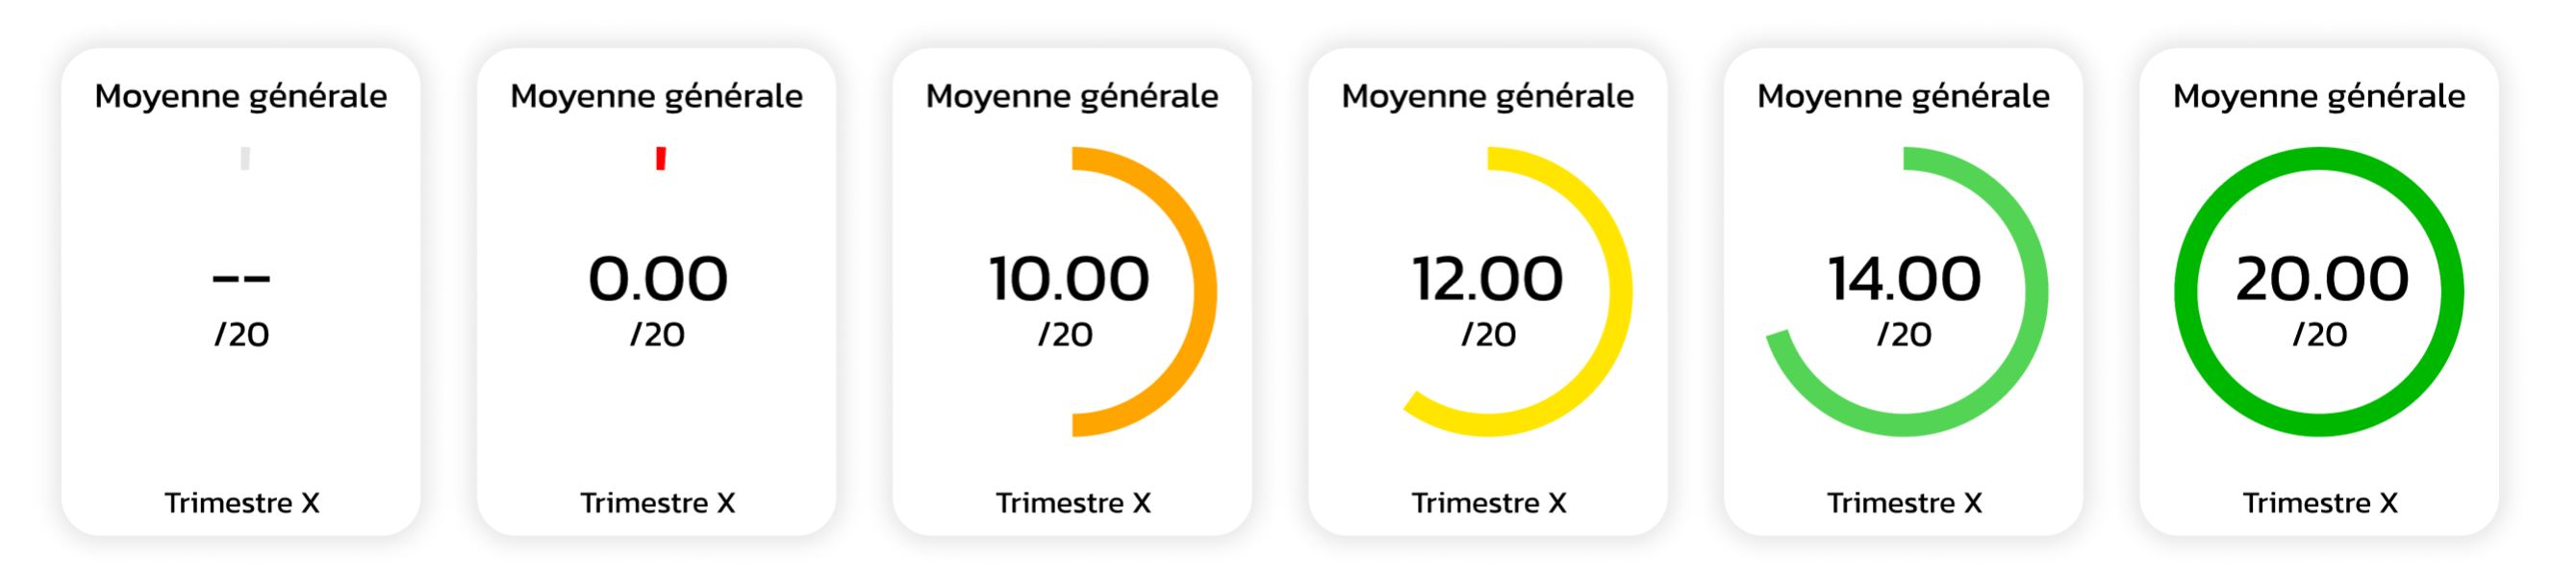 Moyenne générale
--
/20
Trimestre X
Moyenne générale
0.00
/20
Trimestre X
Moyenne générale
10.00
/20
Trimestre X
Moyenne générale
12.00
/20
Trimestre X
Moyenne générale
14.00
/20
Trimestre X
Moyenne générale
20.00
/20
Trimestre X